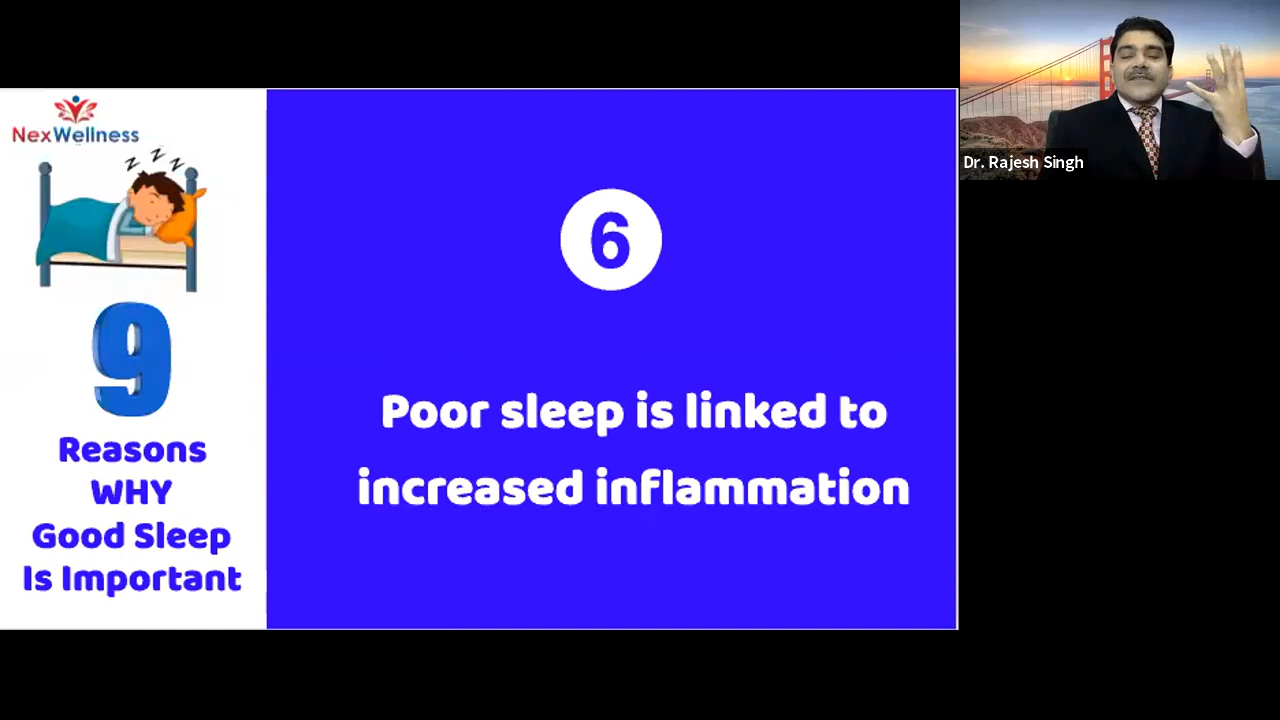 NexWellness
z z z
9
Reasons
WHY
Good Sleep
Is Important
6
Poor sleep is linked to
increased inflammation
Dr. Rajesh Singh